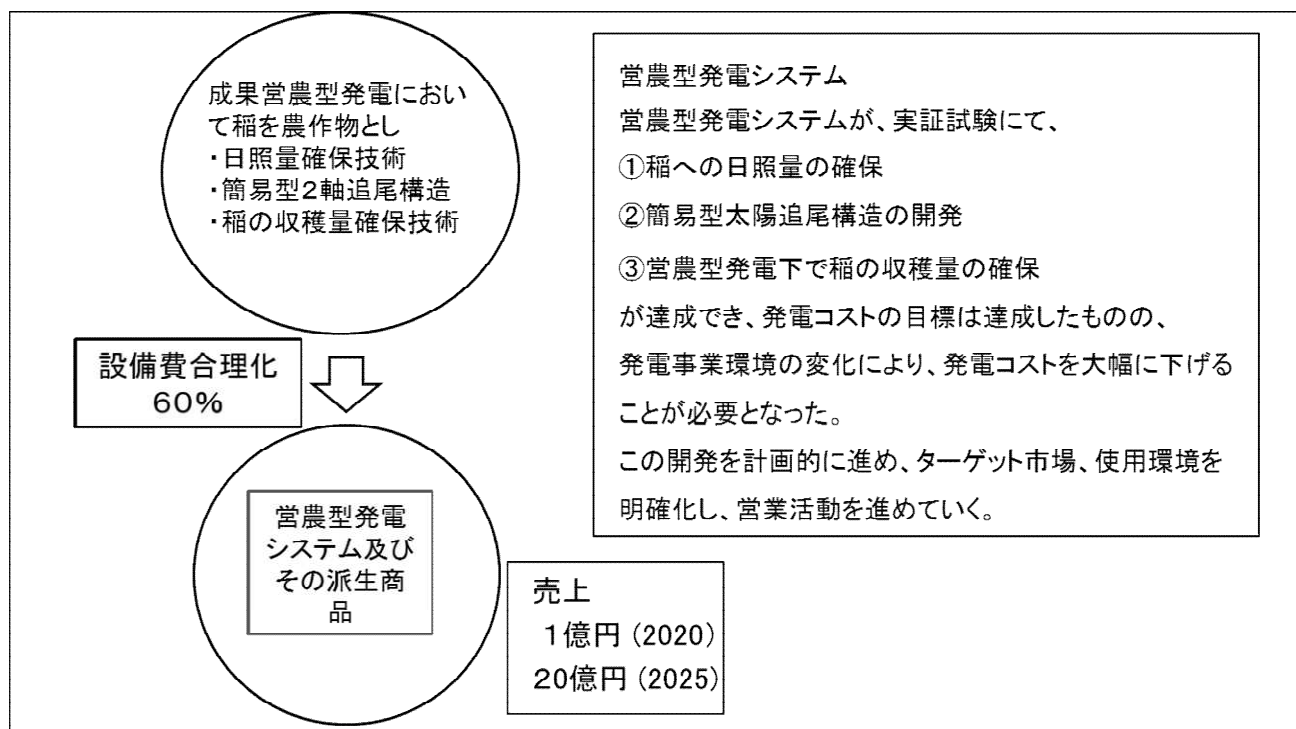 成果営農型発電におい
て稲を農作物とし
・日照量確保技術
・簡易型2軸追尾構造
・稲の収穫量確保技術
設備費合理化
60%
営農型発電
システム及び
その派生商
品
売上
1億円 (2020)
20億円 (2025)
営農型発電システム
営農型発電システムが、実証試験にて、
①稲への日照量の確保
②簡易型太陽追尾構造の開発
③営農型発電下で稲の収穫量の確保
が達成でき、発電コストの目標は達成したものの、
発電事業環境の変化により、発電コストを大幅に下げる
ことが必要となった。
この開発を計画的に進め、ターゲット市場、使用環境を
明確化し、営業活動を進めていく。